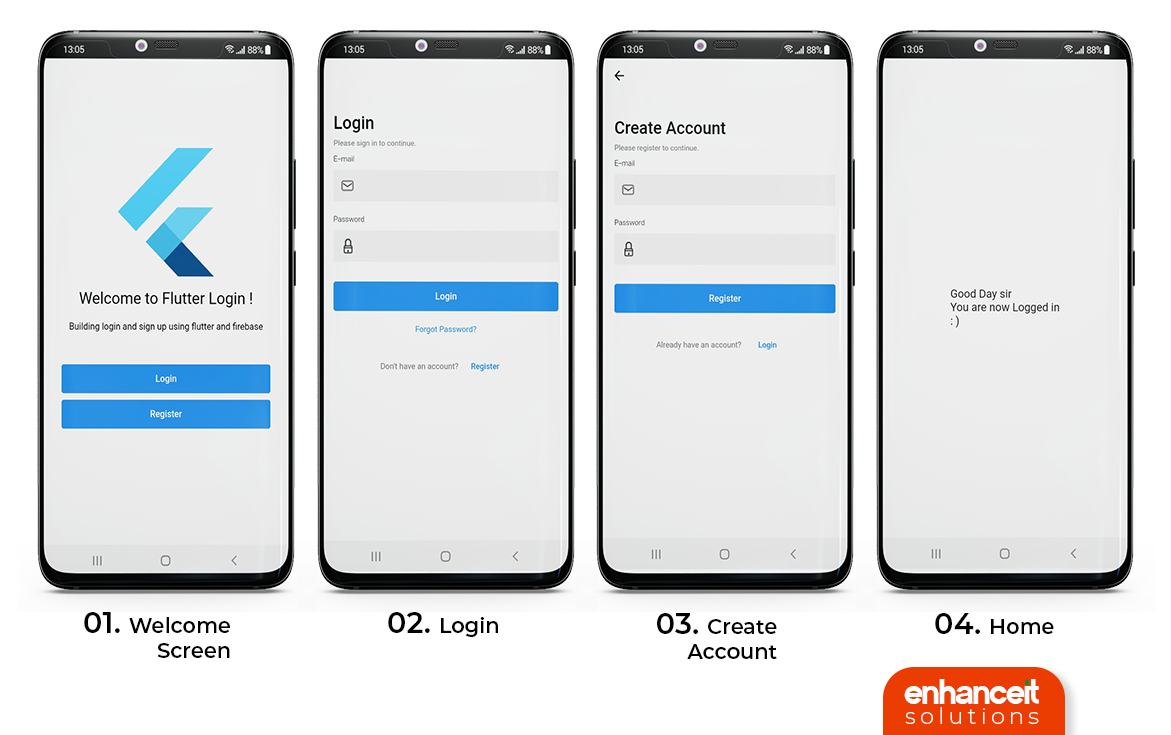 13:05 88%
Welcome to Flutter Login !
Building login and sign up using flutter and firebase
Login
Register
01. Welcome
Screen
13:05 88%
Login
Please sign in to continue.
E-mail
Password
Login
Forgot Password?
Don't have an account? Register
02. Login
13:05 88%
Create Account
Please register to continue.
E-mail
Password
Register
Already have an account? Login
03. Create
Account
13:05 88%
Good Day sir
You are now Logged in
: )
04. Home
enhanceit
solutions